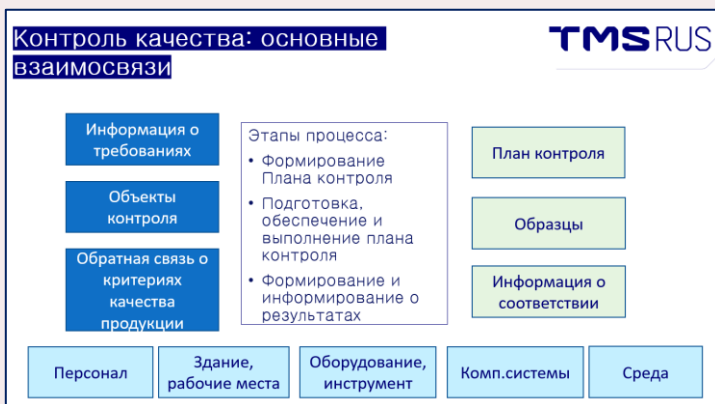 Контроль качества: основные
взаимосвязи
TMS RUS
Информация о
требованиях
Объекты
контроля
Обратная связь о
критериях
качества
продукции
Этапы процесса:
• Формирование
Плана контроля
• Подготовка,
обеспечение и
выполнение плана
контроля
• Формирование и
информирование о
результатах
План контроля
Образцы
Информация о
соответствии
Персонал
Здание,
рабочие места
Оборудование,
инструмент
Комп.системы
Среда